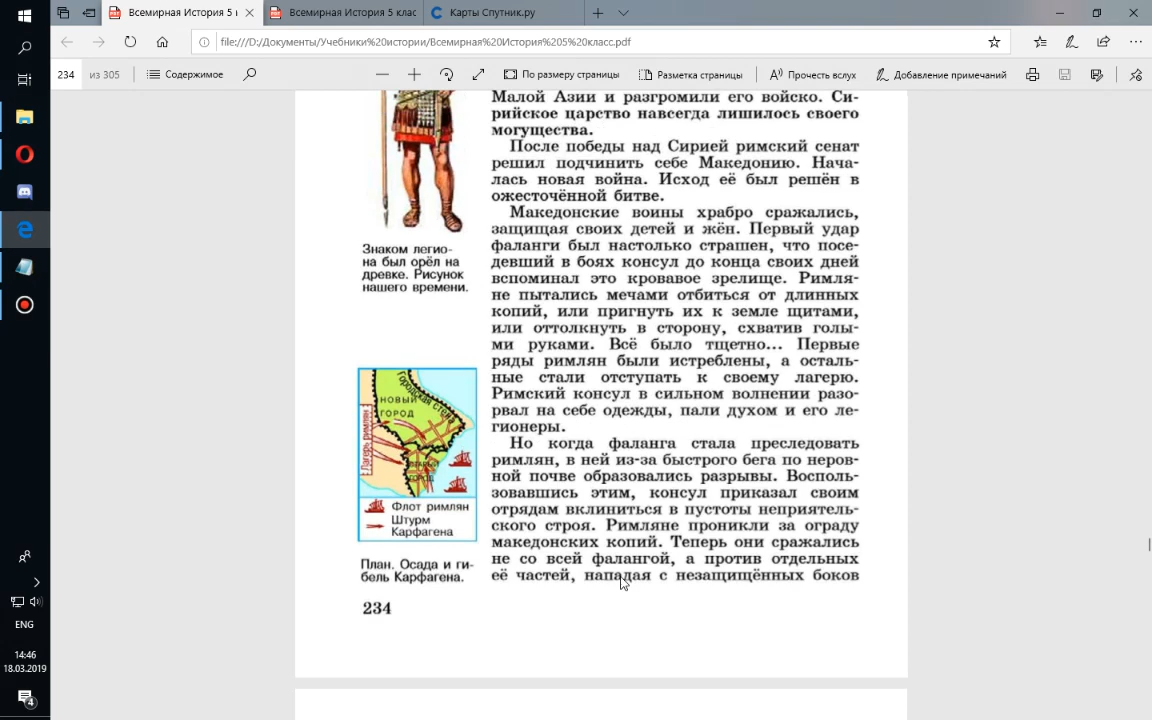 Всемирная История 5 к
Всемирная История 5 клас
Карты Спутник.ру
file:///D:/Документы/Учебники%20истории/Всемирная%20История%205%20класс.pdf
234 из 305
Содержимое
По размеру страницы
Разметка страницы
Прочесть вслух
Добавление примечаний
Малой Азии и разгромили его войско. Си-
рийское царство навсегда лишилось своего
могущества.
После победы над Сирией римский сенат
решил подчинить себе Македонию. Нача-
лась новая война. Исход её был решён в
ожесточённой битве.
Македонские воины храбро сражались,
защищая своих детей и жён. Первый удар
фаланги был настолько страшен, что посе-
девший в боях консул до конца своих дней
вспоминал это кровавое зрелище. Римля-
не пытались мечами отбиться от длинных
копий, или пригнуть их к земле щитами,
или оттолкнуть в сторону, схватив голы-
ми руками. Всё было тщетно... Первые
ряды римлян были истреблены, а осталь-
ные стали отступать к своему лагерю.
Римский консул в сильном волнении разо-
рвал на себе одежды, пали духом и его ле-
гионеры.
Но когда фаланга стала преследовать
римлян, в ней из-за быстрого бега по неров-
ной почве образовались разрывы. Восполь-
зовавшись этим, консул приказал своим
отрядам вклиниться в пустоты неприятель-
ского строя. Римляне проникли за ограду
македонских копий. Теперь они сражались
не со всей фалангой, а против отдельных
её частей, нападая с незащищённых боков
Знаком легио-
на был орёл на
древке. Рисунок
нашего времени.
Городская стена
НОВЫЙ
ГОРОД
Лагерь римлян
СТАРЫЙ
ГОРОД
Флот римлян
Штурм
Карфагена
План. Осада и ги-
бель Карфагена.
234
ENG
14:46
18.03.2019
4